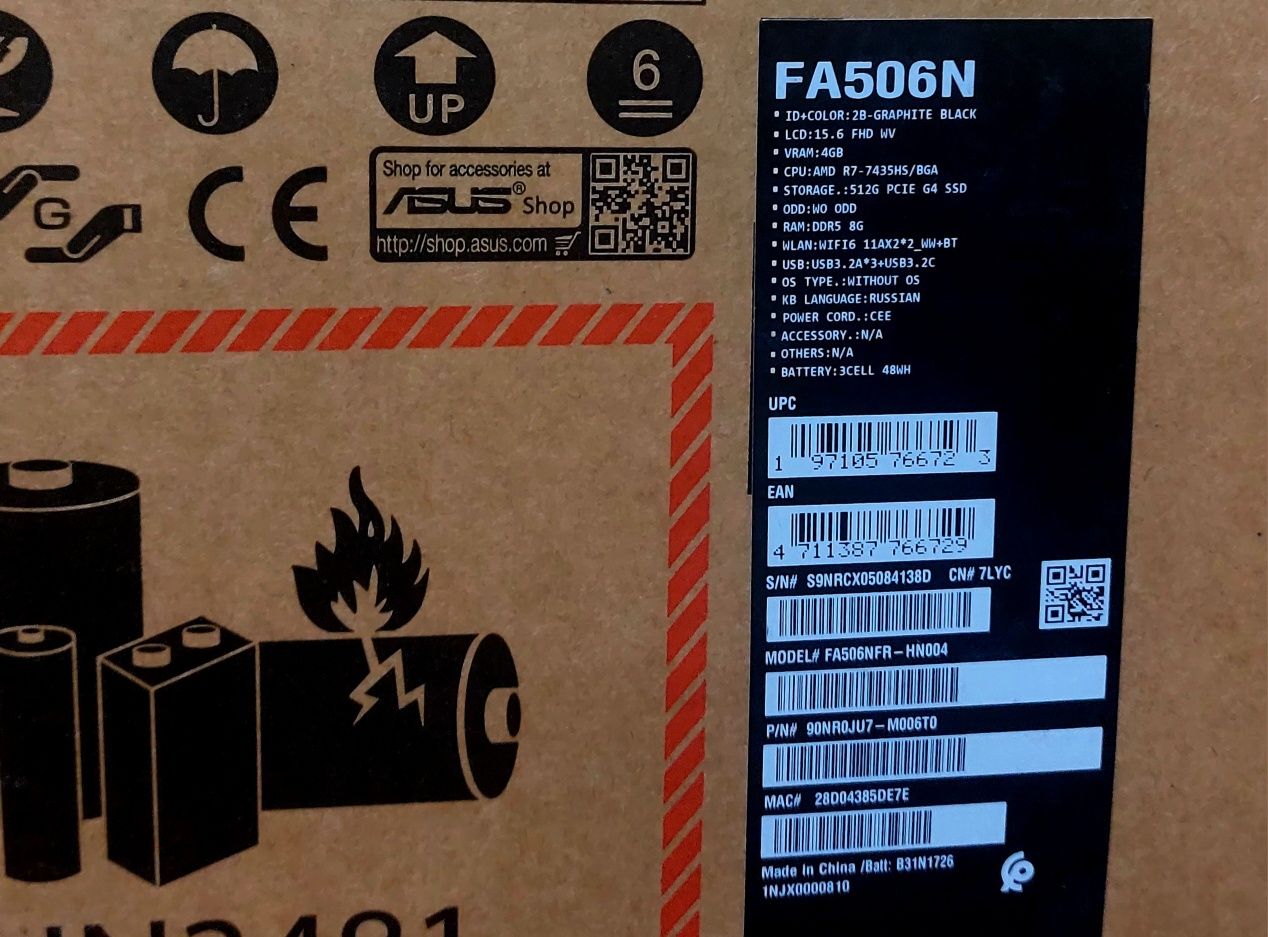 UP
6
G
CE
Shop for accessories at
ASUS® Shop
http://shop.asus.com
FA506N
• ID+COLOR:2B-GRAPHITE BLACK
• LCD:15.6 FHD WV
• VRAM:4GB
• CPU:AMD R7-7435HS/BGA
• STORAGE.:512G PCIE G4 SSD
• ODD:WO ODD
• RAM:DDR5 8G
• WLAN:WIFI6 11AX2*2_WW+BT
• USB:USB3.2A*3+USB3.2C
• OS TYPE.:WITHOUT OS
• KB LANGUAGE:RUSSIAN
• POWER CORD.:CEE
• ACCESSORY.:N/A
• OTHERS:N/A
• BATTERY:3CELL 48WH
UPC
1 97105 76672 3
EAN
4 711387 766729
S/N# S9NRCX05084138D CN# 7LYC
MODEL# FA506NFR-HN004
P/N# 90NR0JU7-M006T0
MAC# 28D04385DE7E
Made in China /Batt: B31N1726
1NJX0000810